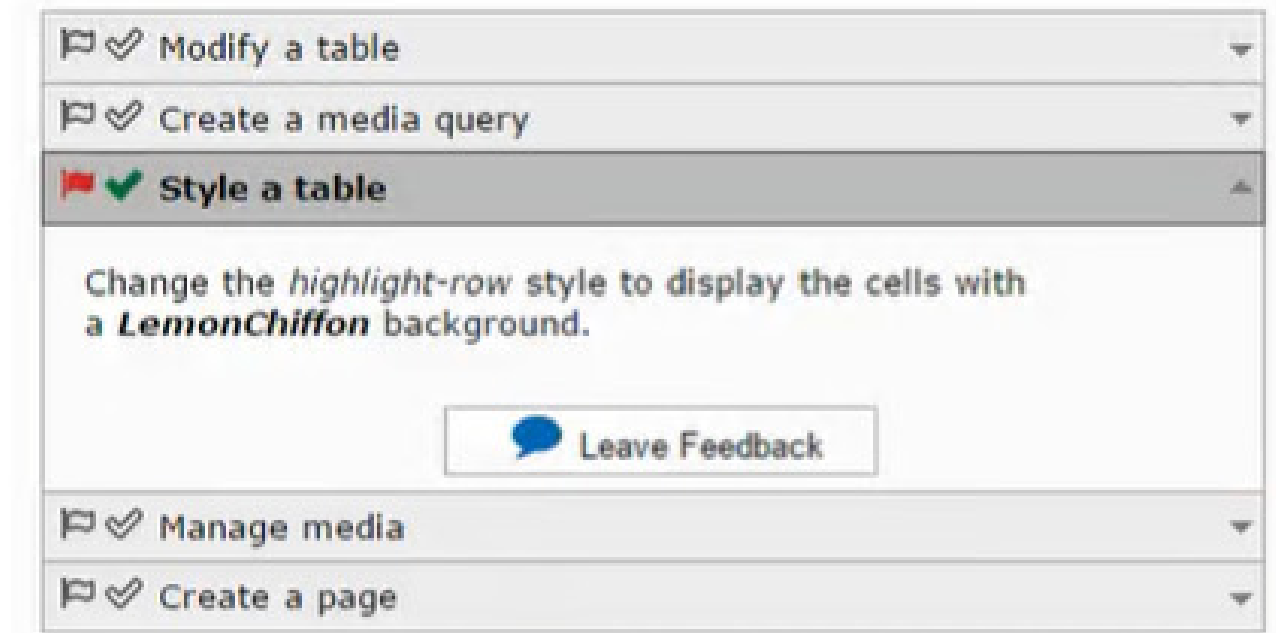 Modify a table
Create a media query
Style a table
Change the highlight-row style to display the cells with
a LemonChiffon background.
Leave Feedback
Manage media
Create a page